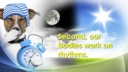 Second, our
bodies work on
rhythms.